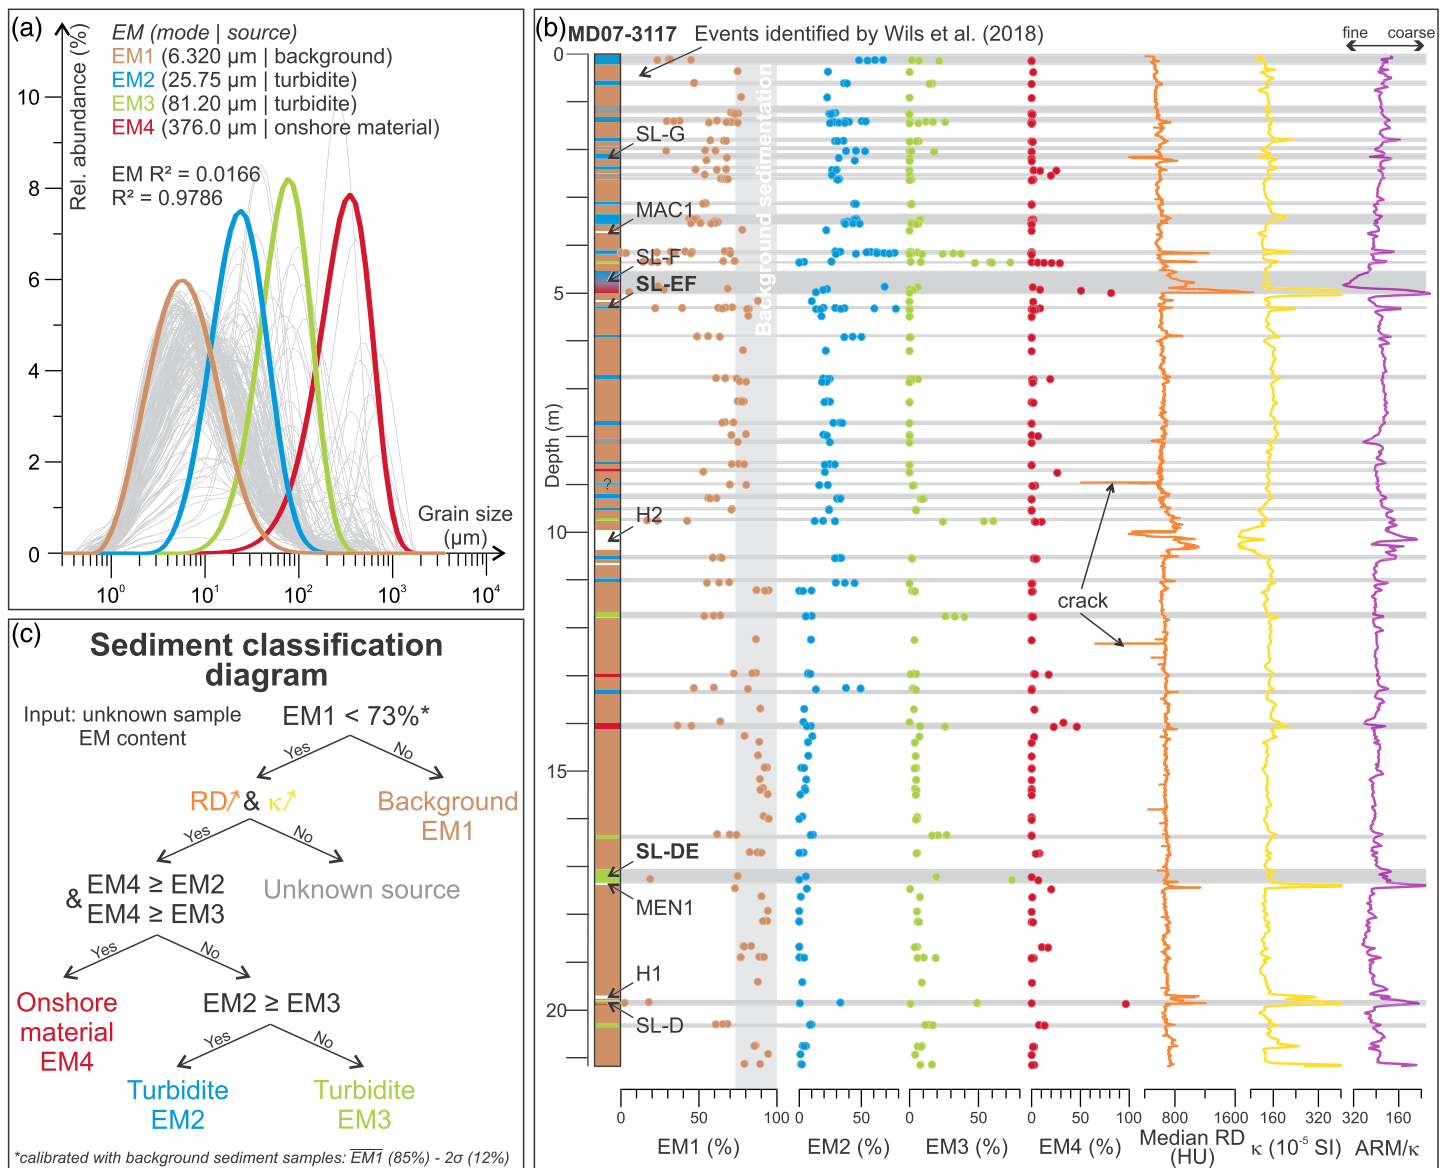 (a)
Rel. abundance (%)
EM (mode | source)
EM1 (6.320 µm | background)
EM2 (25.75 µm | turbidite)
EM3 (81.20 µm | turbidite)
EM4 (376.0 µm | onshore material)
EM R² = 0.0166
R² = 0.9786
10
8
6
4
2
0
Grain size
(µm)
10⁰
10¹
10²
10³
10⁴
(c)
Sediment classification
diagram
Input: unknown sample
EM content
EM1 < 73%*
Yes
No
RD↗ & κ↗
Background
EM1
Yes
No
& EM4 ≥ EM2
EM4 ≥ EM3
Unknown source
Yes
No
Onshore
material
EM4
EM2 ≥ EM3
Yes
No
Turbidite
EM2
Turbidite
EM3
*calibrated with background sediment samples: EM1 (85%) - 2σ (12%)
(b)
MD07-3117
Events identified by Wils et al. (2018)
fine
coarse
Background sedimentation
Depth (m)
0
5
10
15
20
SL-G
MAC1
SL-F
SL-EF
?
H2
crack
SL-DE
MEN1
H1
SL-D
0 50 100
EM1 (%)
0 50
EM2 (%)
0 50
EM3 (%)
0 50 100
EM4 (%)
800 1600
Median RD
(HU)
160 320
κ (10⁻⁵ SI)
320 160
ARM/κ